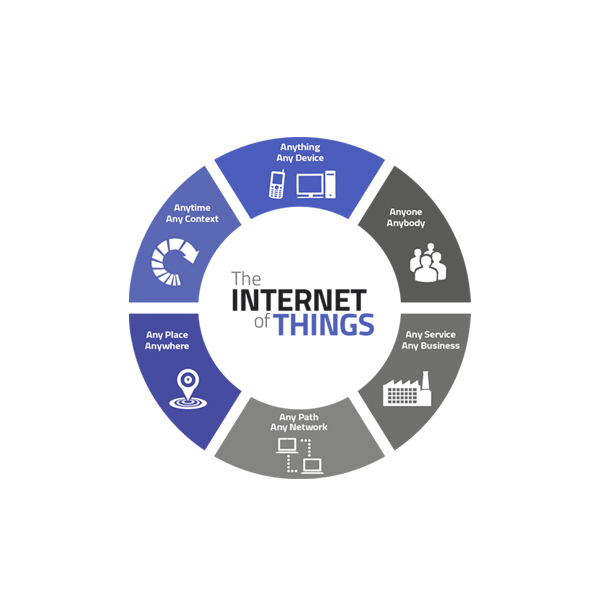 Anything
Any Device
Anyone
Anybody
Any Service
Any Business
Any Path
Any Network
Any Place
Anywhere
Anytime
Any Context
The
INTERNET
of THINGS